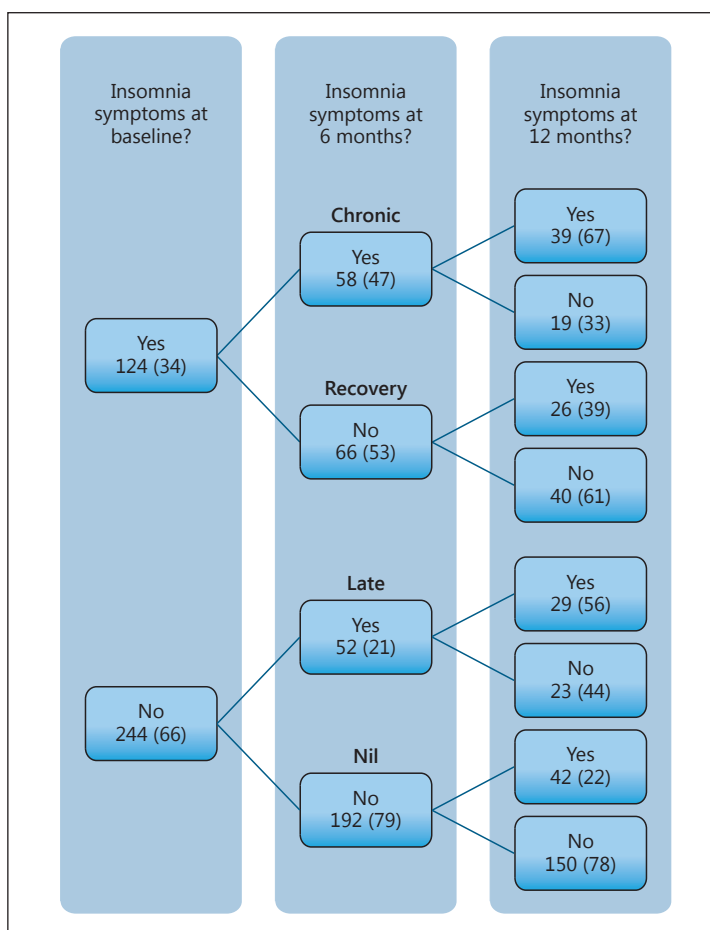 Insomnia
symptoms at
baseline?
Insomnia
symptoms at
6 months?
Insomnia
symptoms at
12 months?
Yes
124 (34)
No
244 (66)
Chronic
Yes
58 (47)
Recovery
No
66 (53)
Late
Yes
52 (21)
Nil
No
192 (79)
Yes
39 (67)
No
19 (33)
Yes
26 (39)
No
40 (61)
Yes
29 (56)
No
23 (44)
Yes
42 (22)
No
150 (78)